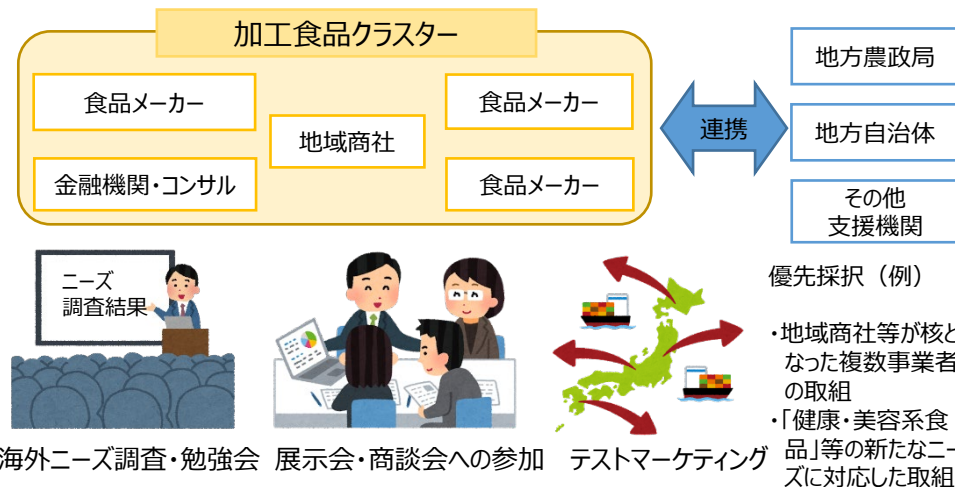 加工食品クラスター
食品メーカー
食品メーカー
地域商社
金融機関・コンサル
食品メーカー
連携
地方農政局
地方自治体
その他
支援機関
ニーズ
調査結果
海外ニーズ調査・勉強会
展示会・商談会への参加
テストマーケティング
優先採択（例）
・地域商社等が核と
なった複数事業者
の取組
・「健康・美容系食
品」等の新たなニー
ズに対応した取組